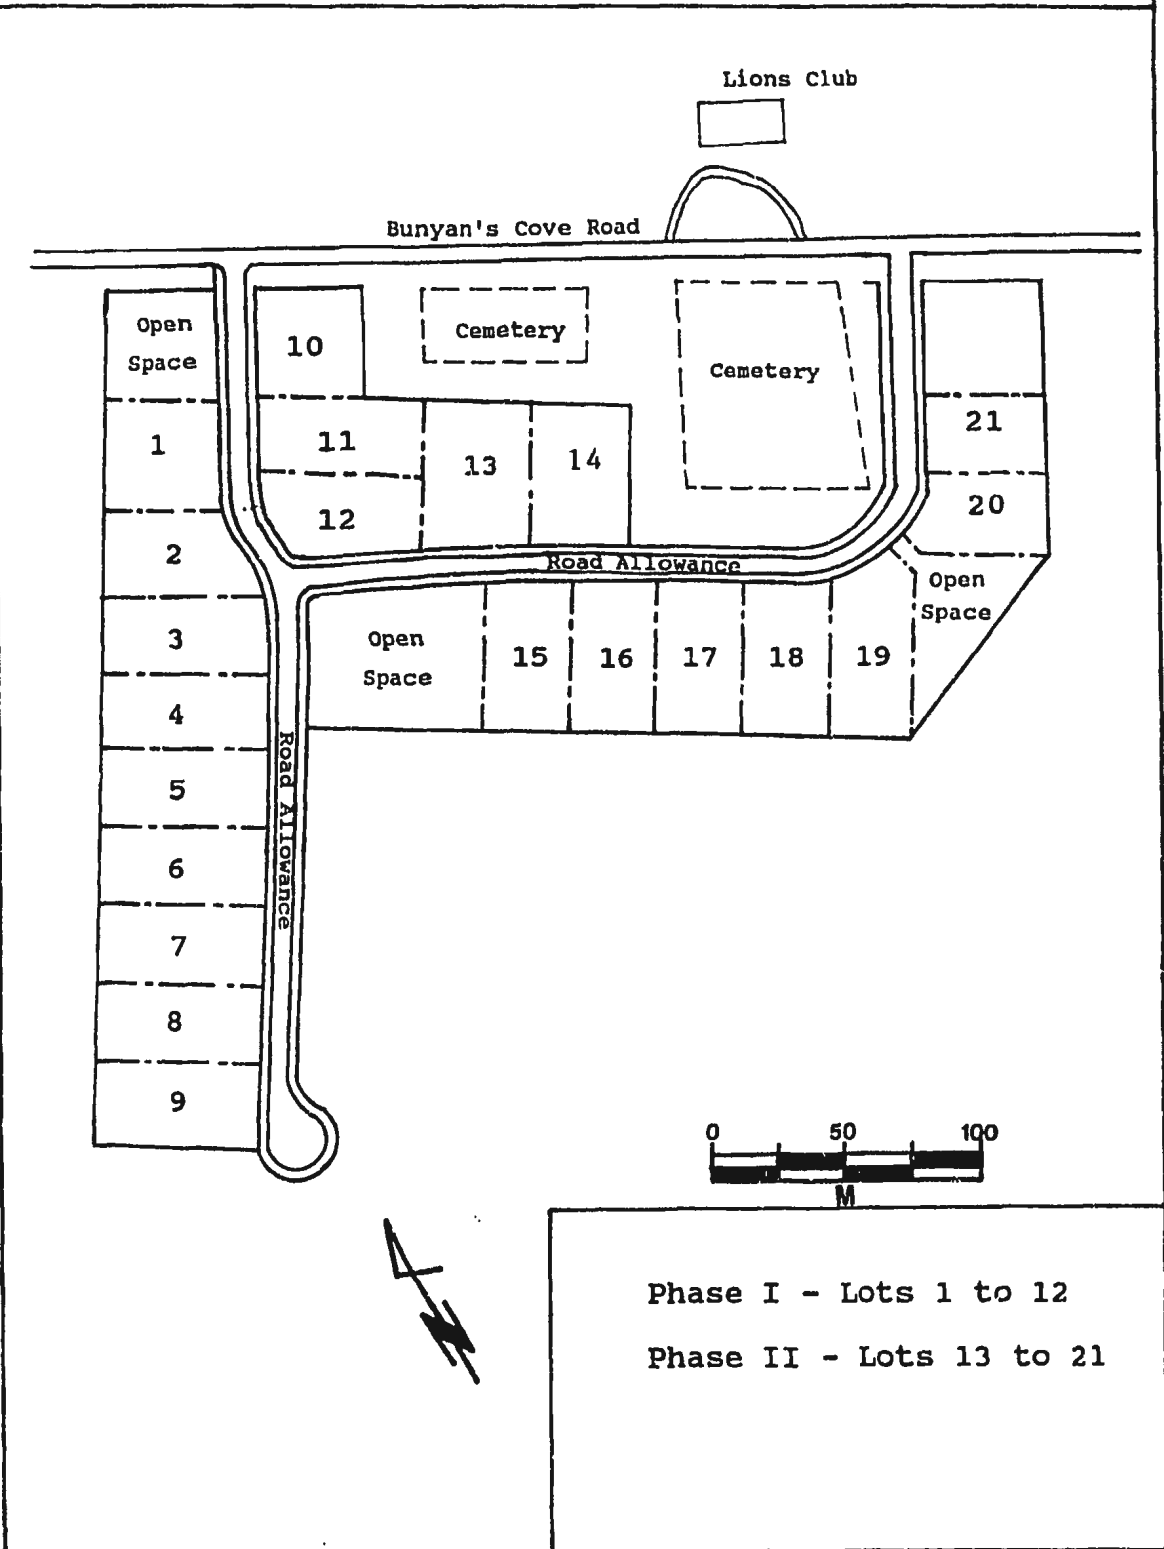 Lions Club
Bunyan's Cove Road
Open
Space
10
Cemetery
Cemetery
1
11
13
14
21
12
20
2
Road Allowance
Open
Space
3
Open
Space
15
16
17
18
19
4
Road Allowance
5
6
7
8
9
0 50 100
M
N
Phase I - Lots 1 to 12
Phase II - Lots 13 to 21